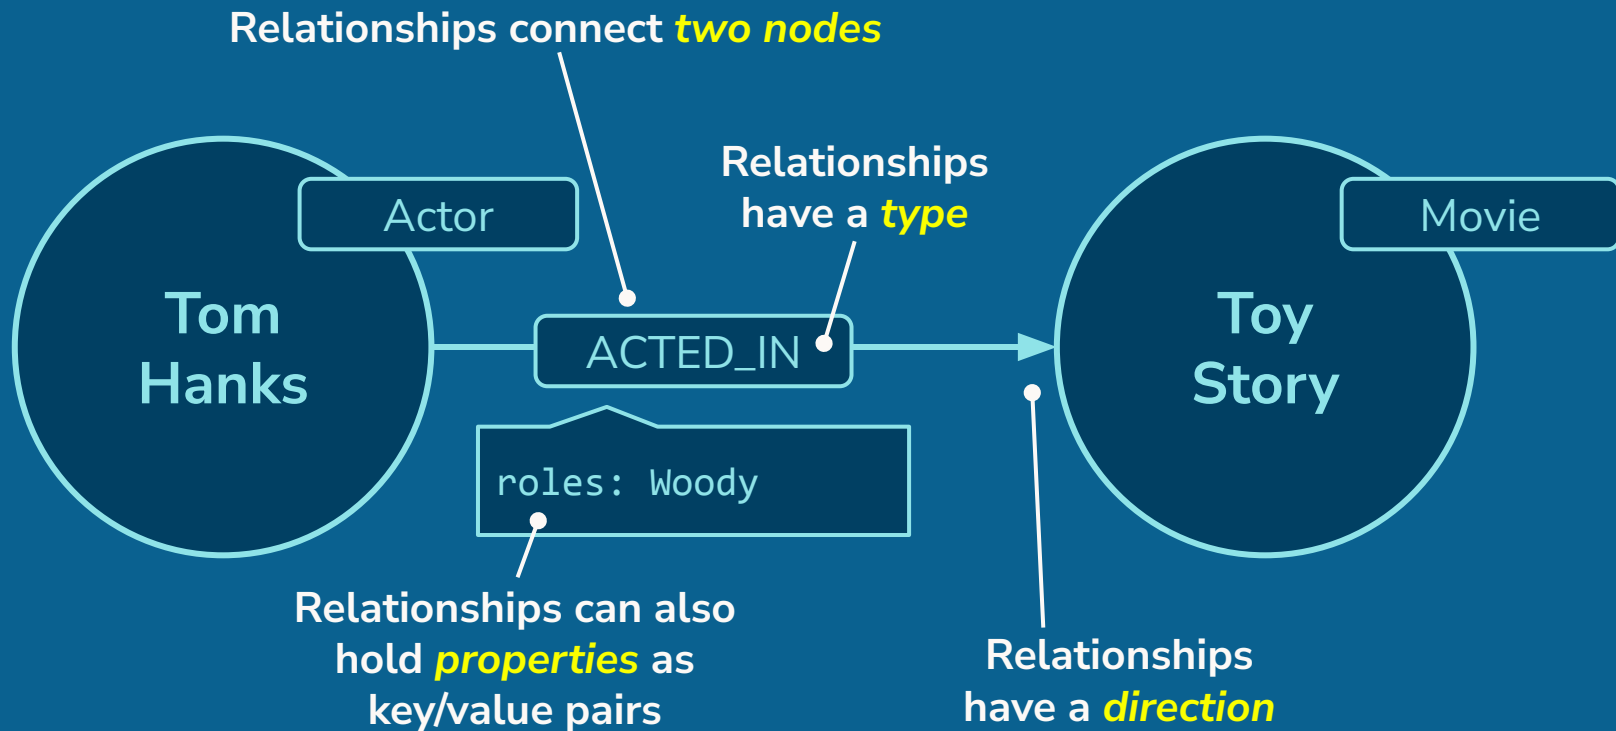 Relationships connect two nodes
Relationships
have a type
Actor
Movie
Tom
Hanks
ACTED_IN
Toy
Story
roles: Woody
Relationships can also
hold properties as
key/value pairs
Relationships
have a direction